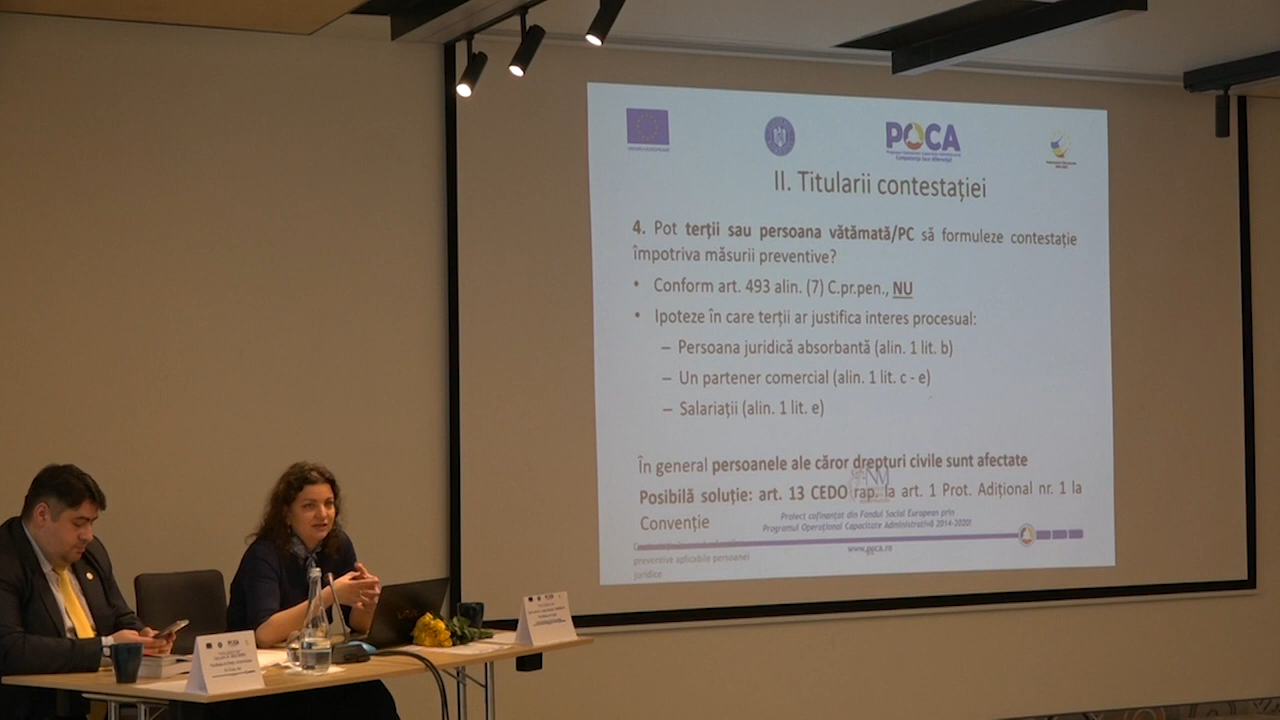 POCA
Competența face diferența!
II. Titularii contestației
4. Pot terții sau persoana vătămată/PC să formuleze contestație
împotriva măsurii preventive?
• Conform art. 493 alin. (7) C.pr.pen., NU
• Ipoteze în care terții ar justifica interes procesual:
– Persoana juridică absorbantă (alin. 1 lit. b)
– Un partener comercial (alin. 1 lit. c - e)
– Salariații (alin. 1 lit. e)
În general persoanele ale căror drepturi civile sunt afectate
Posibilă soluție: art. 13 CEDO rap. la art. 1 Prot. Adițional nr. 1 la
Convenție
Proiect cofinanțat din Fondul Social European prin
Programul Operațional Capacitate Administrativă 2014-2020!
www.poca.ro
preventive aplicabile persoanei
juridice
POCA